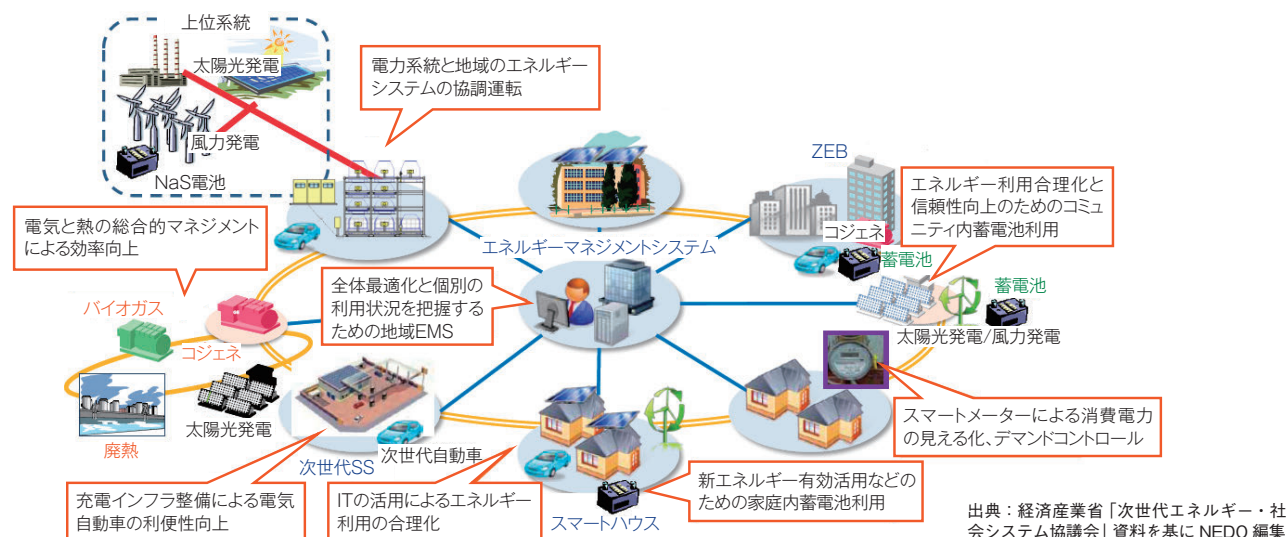 上位系統
太陽光発電
風力発電
NaS電池
電力系統と地域のエネルギー
システムの協調運転
ZEB
エネルギー利用合理化と
信頼性向上のためのコミュ
ニティ内蓄電池利用
電気と熱の総合的マネジメント
による効率向上
エネルギーマネジメントシステム
コジェネ
蓄電池
全体最適化と個別の
利用状況を把握する
ための地域EMS
蓄電池
太陽光発電/風力発電
バイオガス
コジェネ
廃熱
太陽光発電
スマートメーターによる消費電力
の見える化、デマンドコントロール
次世代SS
次世代自動車
充電インフラ整備による電気
自動車の利便性向上
ITの活用によるエネルギー
利用の合理化
スマートハウス
新エネルギー有効活用などの
ための家庭内蓄電池利用
出典：経済産業省「次世代エネルギー・社
会システム協議会」資料を基に NEDO 編集